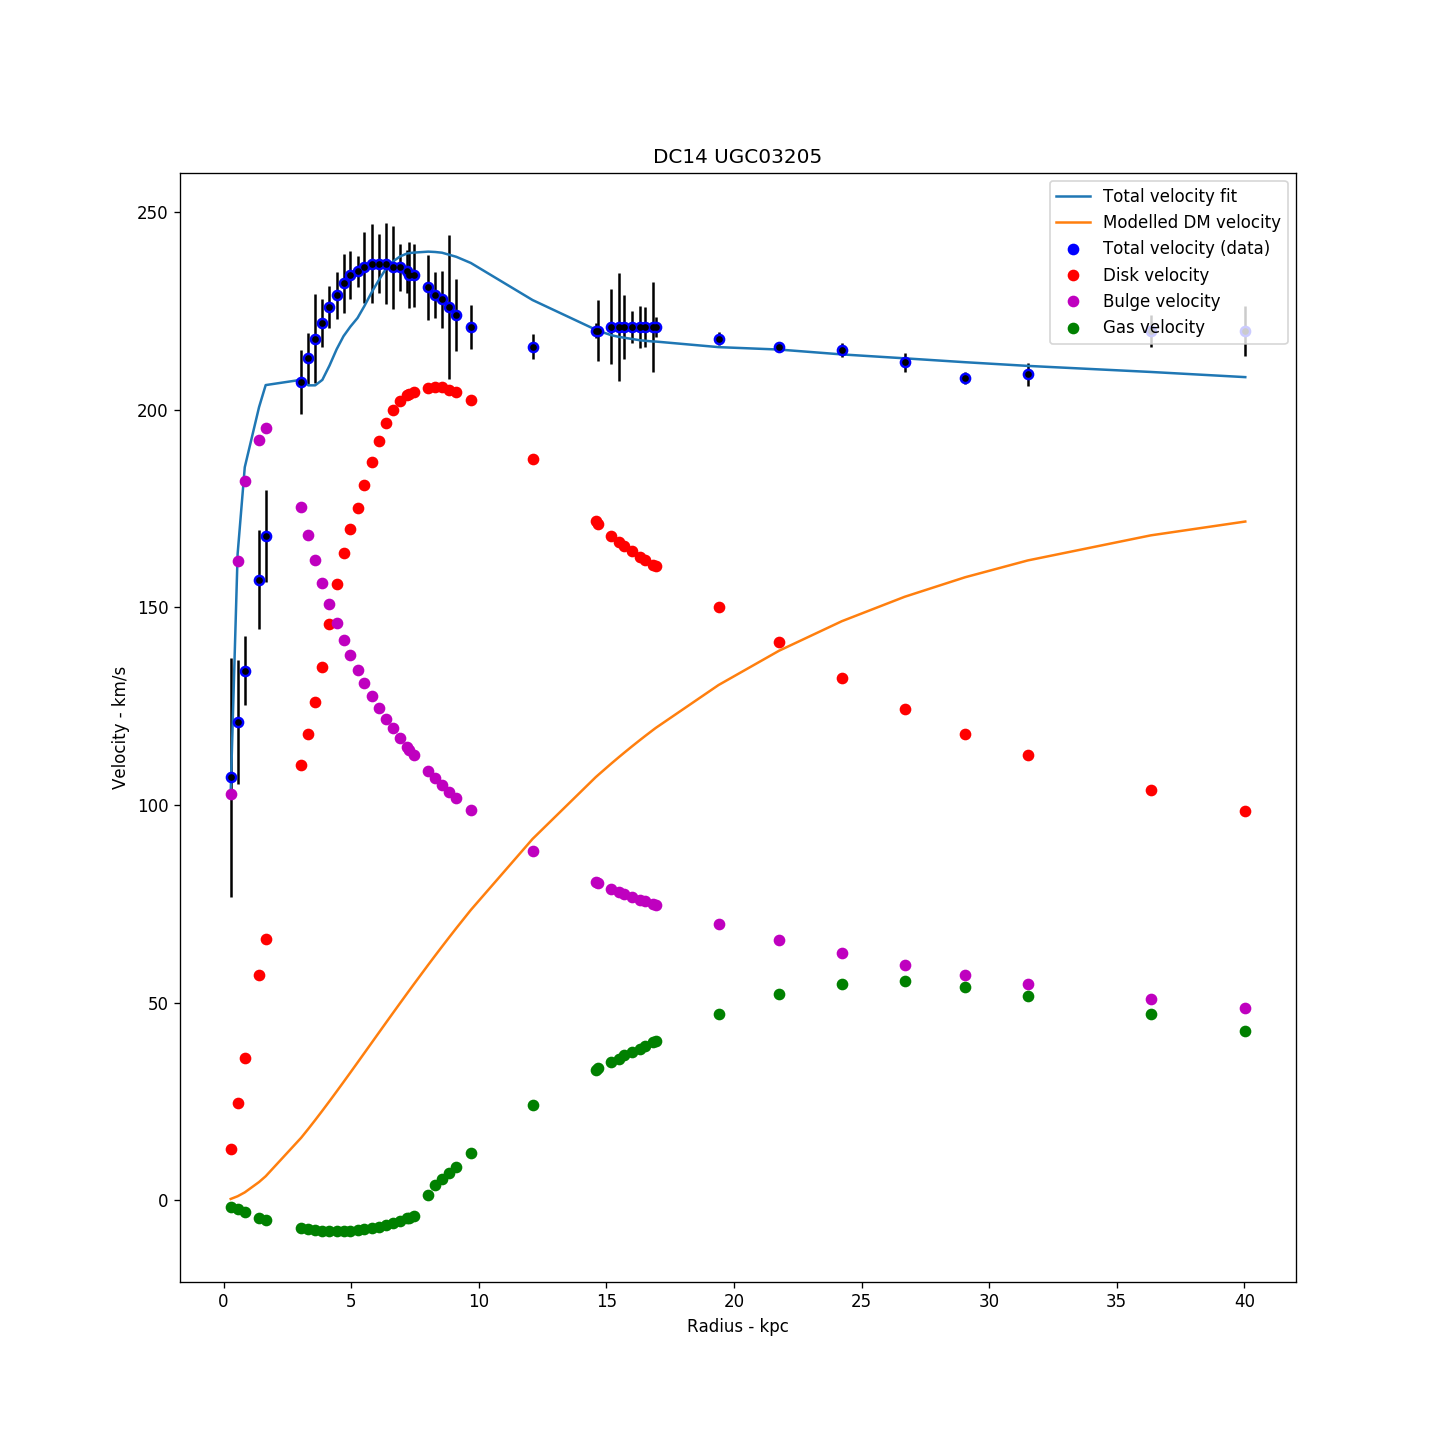 DC14 UGC03205
250
200
150
100
50
0
Velocity - km/s
Total velocity fit
Modelled DM velocity
Total velocity (data)
Disk velocity
Bulge velocity
Gas velocity
0 5 10 15 20 25 30 35 40
Radius - kpc